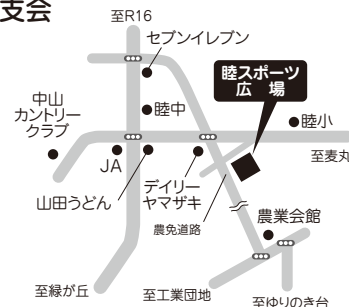 支会
至R16
セブンイレブン
睦スポーツ
広場
中山
カントリー
クラブ
睦中
睦小
至麦丸
JA
山田うどん
デイリー
ヤマザキ
農免道路
農業会館
至緑が丘
至工業団地
至ゆりのき台